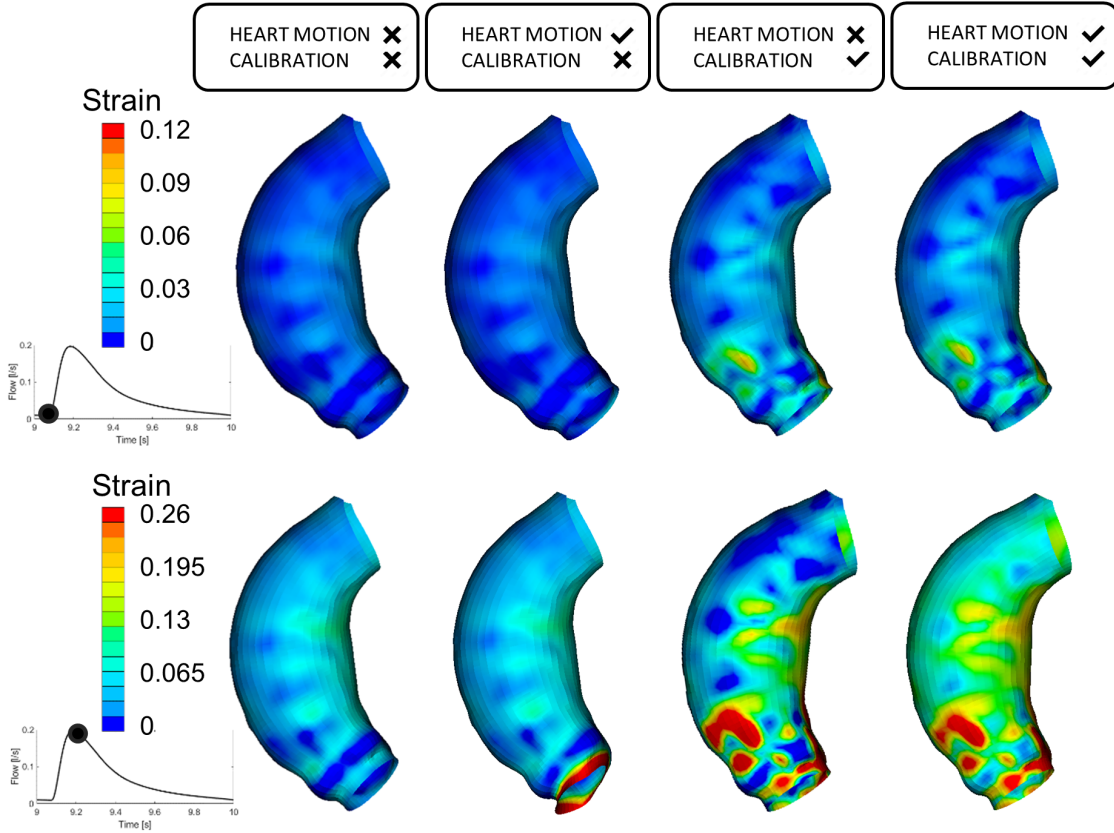 HEART MOTION ✕
CALIBRATION ✕
HEART MOTION ✓
CALIBRATION ✕
HEART MOTION ✕
CALIBRATION ✓
HEART MOTION ✓
CALIBRATION ✓
Strain
0.12
0.09
0.06
0.03
0
0.2
0.1
0
Flow [l/s]
9 9.2 9.4 9.6 9.8 10
Time [s]
Strain
0.26
0.195
0.13
0.065
0
0.2
0.1
0
Flow [l/s]
9 9.2 9.4 9.6 9.8 10
Time [s]